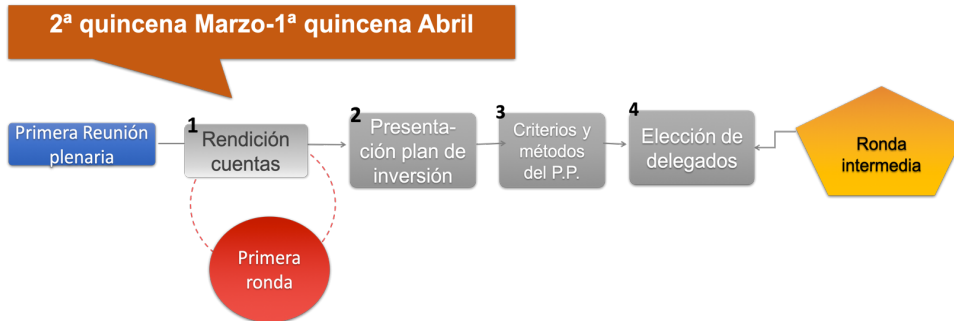 2ª quincena Marzo-1ª quincena Abril
Primera Reunión
plenaria
1
Rendición
cuentas
2
Presenta-
ción plan de
inversión
3
Criterios y
métodos
del P.P.
4
Elección de
delegados
Ronda
intermedia
Primera
ronda